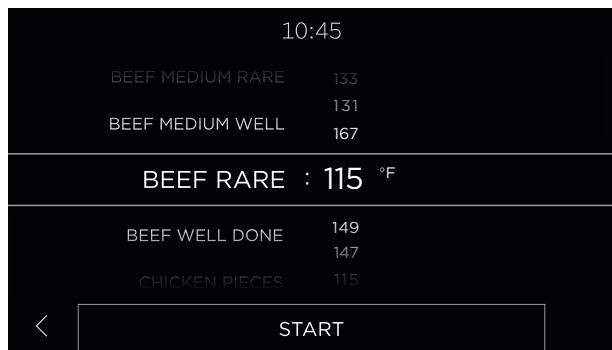 10:45
BEEF MEDIUM RARE 133
131
BEEF MEDIUM WELL 167
BEEF RARE : 115 °F
BEEF WELL DONE 149
147
CHICKEN PIECES 115
START